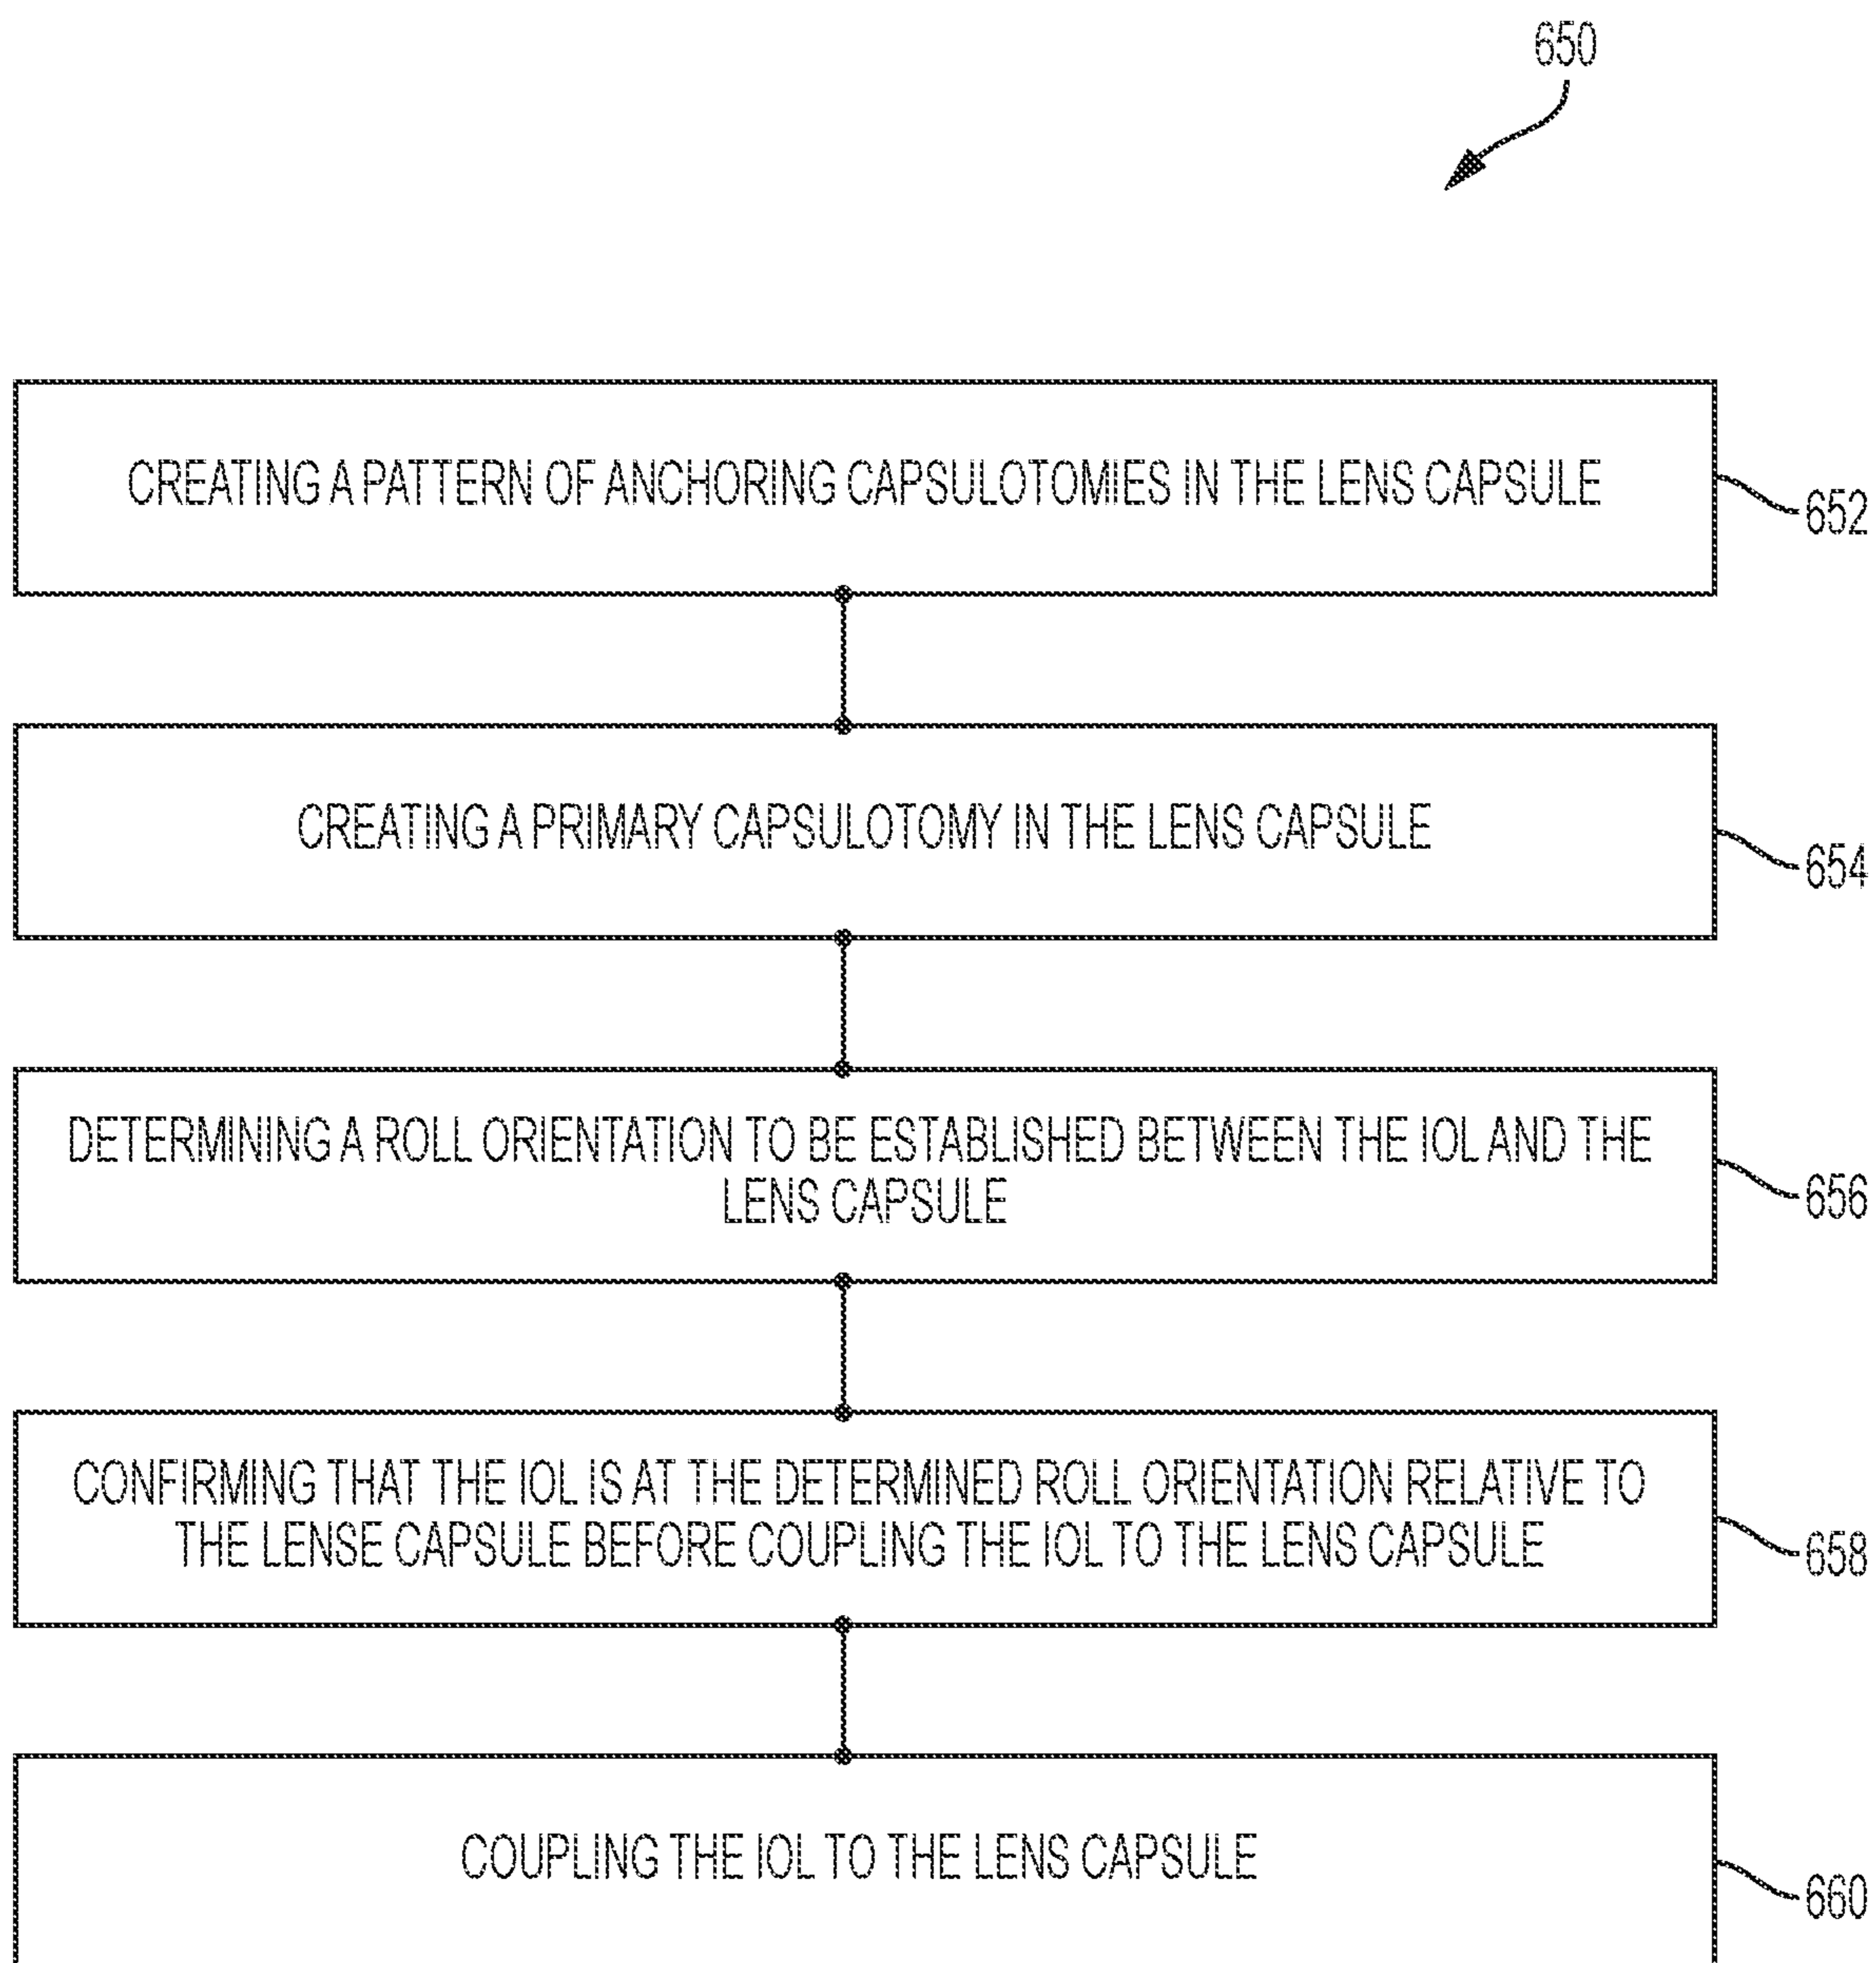 650
CREATING A PATTERN OF ANCHORING CAPSULOTOMIES IN THE LENS CAPSULE
652
CREATING A PRIMARY CAPSULOTOMY IN THE LENS CAPSULE
654
DETERMINING A ROLL ORIENTATION TO BE ESTABLISHED BETWEEN THE IOL AND THE
LENS CAPSULE
656
CONFIRMING THAT THE IOL IS AT THE DETERMINED ROLL ORIENTATION RELATIVE TO
THE LENSE CAPSULE BEFORE COUPLING THE IOL TO THE LENS CAPSULE
658
COUPLING THE IOL TO THE LENS CAPSULE
660